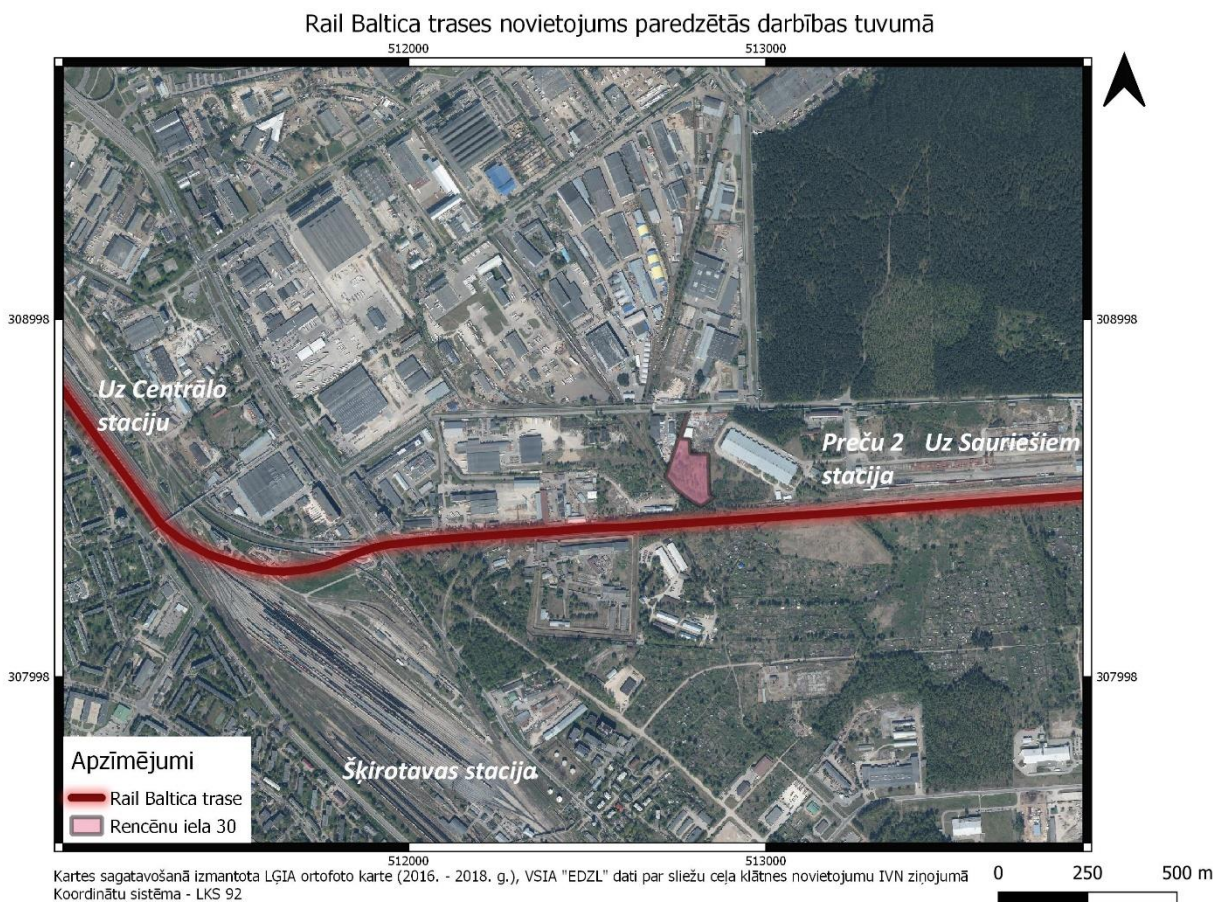 Rail Baltica trases novietojums paredzētās darbības tuvumā
512000
513000
308998
308998
Uz Centrālo
staciju
Preču 2
stacija
Uz Sauriešiem
307998
307998
Šķirotavas stacija
Apzīmējumi
Rail Baltica trase
Rencēnu iela 30
512000
513000
Kartes sagatavošanā izmantota LĢIA ortofoto karte (2016. - 2018. g.), VSIA "EDZL" dati par sliežu ceļa klātnes novietojumu IVN ziņojumā
Koordinātu sistēma - LKS 92
0 250 500 m